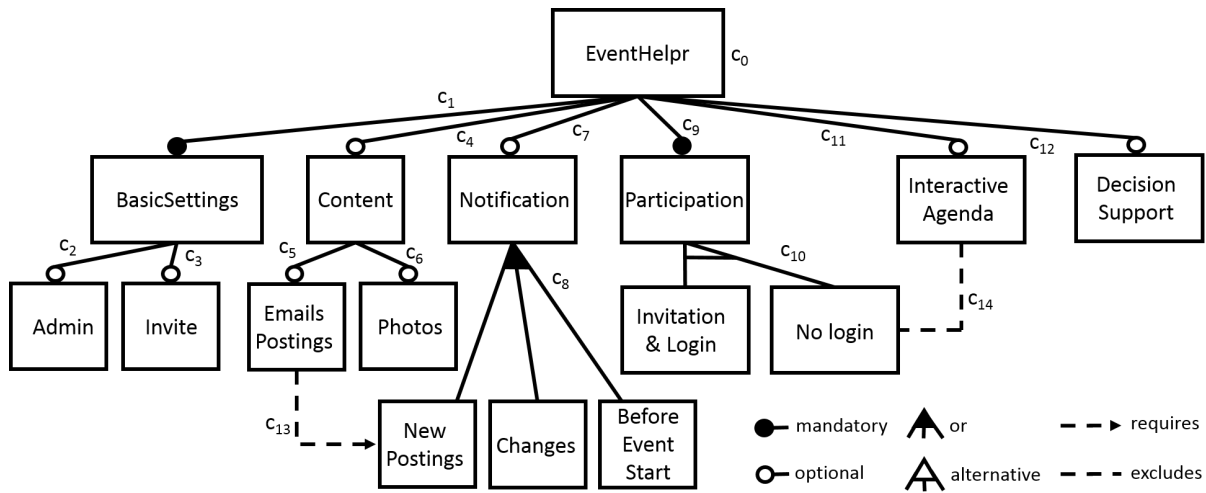 EventHelpr
c0
c1
c4
c7
c9
c11
c12
BasicSettings
Content
Notification
Participation
Interactive
Agenda
Decision
Support
c2
c3
c5
c6
c8
c10
c14
Admin
Invite
Emails
Postings
Photos
Invitation
& Login
No login
c13
New
Postings
Changes
Before
Event
Start
mandatory
or
requires
optional
alternative
excludes